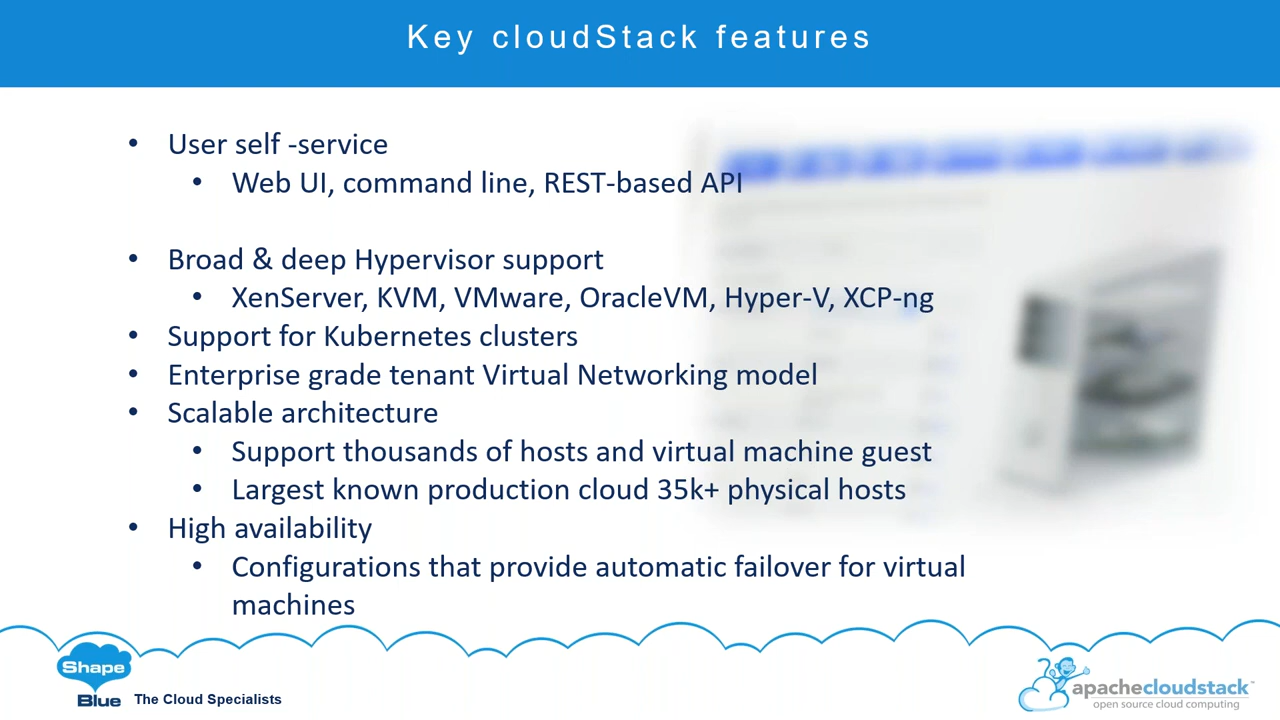 Key cloudStack features
• User self -service
• Web UI, command line, REST-based API
• Broad & deep Hypervisor support
• XenServer, KVM, VMware, OracleVM, Hyper-V, XCP-ng
• Support for Kubernetes clusters
• Enterprise grade tenant Virtual Networking model
• Scalable architecture
• Support thousands of hosts and virtual machine guest
• Largest known production cloud 35k+ physical hosts
• High availability
• Configurations that provide automatic failover for virtual
machines
Shape
Blue The Cloud Specialists
apachecloudstack™
open source cloud computing